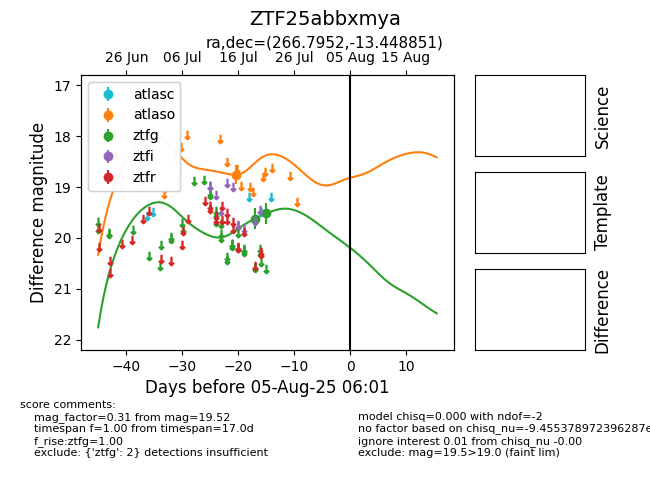 ZTF25abbxmya
ra,dec=(266.7952,-13.448851)
26 Jun 06 Jul 16 Jul 26 Jul 05 Aug 15 Aug
17
18
19
20
21
22
Difference magnitude
atlasc
atlaso
ztfg
ztfi
ztfr
−40 −30 −20 −10 0 10
Days before 05-Aug-25 06:01
Science
Template
Difference
score comments:
mag_factor=0.31 from mag=19.52
timespan f=1.00 from timespan=17.0d
f_rise:ztfg=1.00
exclude: {'ztfg': 2} detections insufficient
model chisq=0.000 with ndof=-2
no factor based on chisq_nu=-9.455378972396287e
ignore interest 0.01 from chisq_nu -0.00
exclude: mag=19.5>19.0 (faint lim)